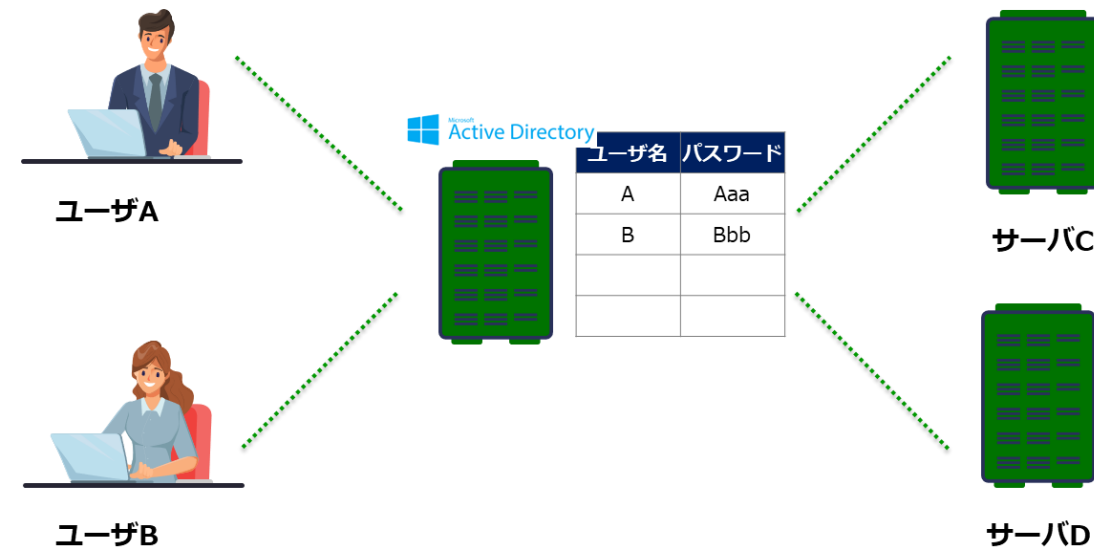 Microsoft
Active Directory
ユーザ名 パスワード
A Aaa
B Bbb
ユーザA
サーバC
ユーザB
サーバD